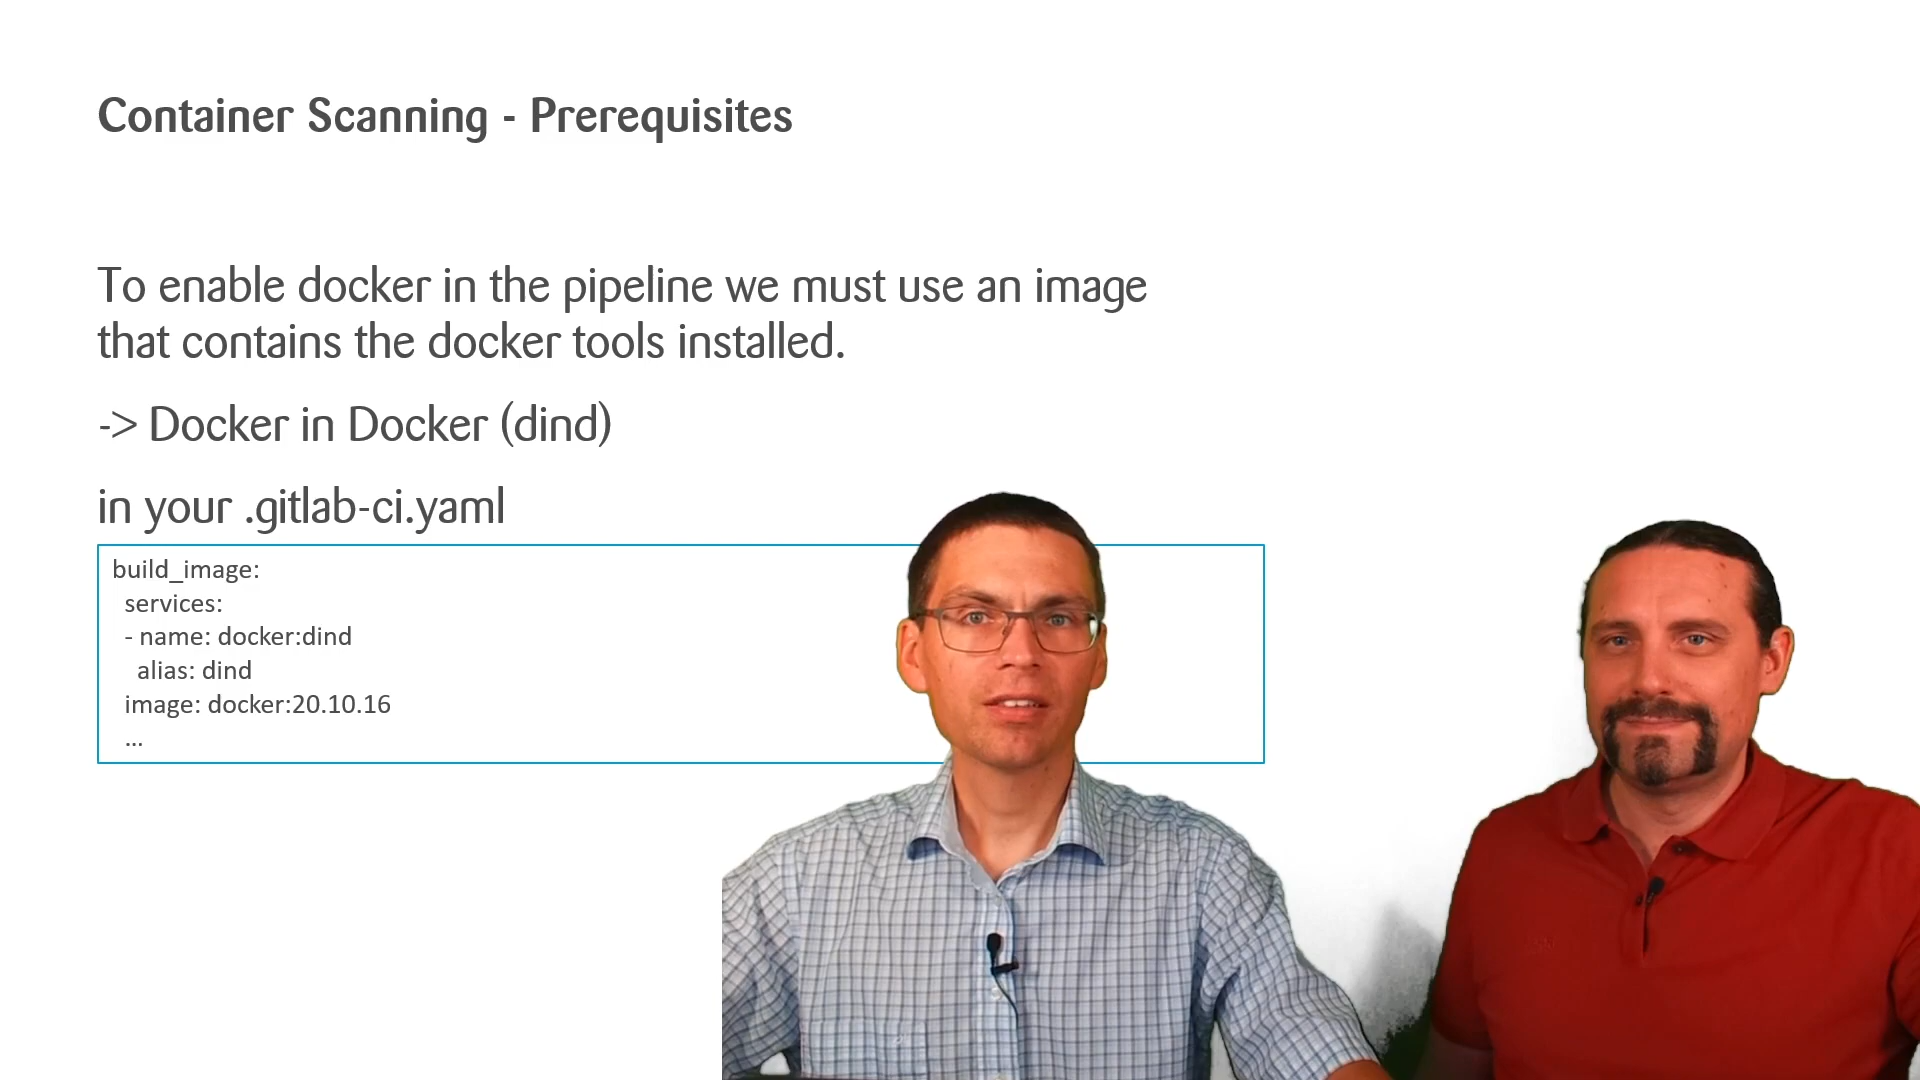 Container Scanning - Prerequisites
To enable docker in the pipeline we must use an image
that contains the docker tools installed.
-> Docker in Docker (dind)
in your .gitlab-ci.yaml
build_image:
services:
- name: docker:dind
alias: dind
image: docker:20.10.16
...